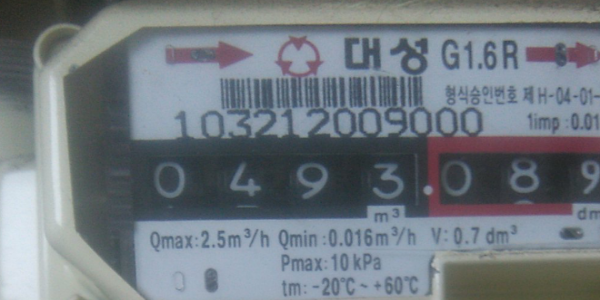 대성 G1.6R
형식승인번호 제 H-04-01-
103212009000 1imp : 0.01
0493.089
m³ dm
Qmax:2.5m³/h Qmin:0.016m³/h V: 0.7 dm³
Pmax:10 kPa
tm: -20°C ~ +60°C